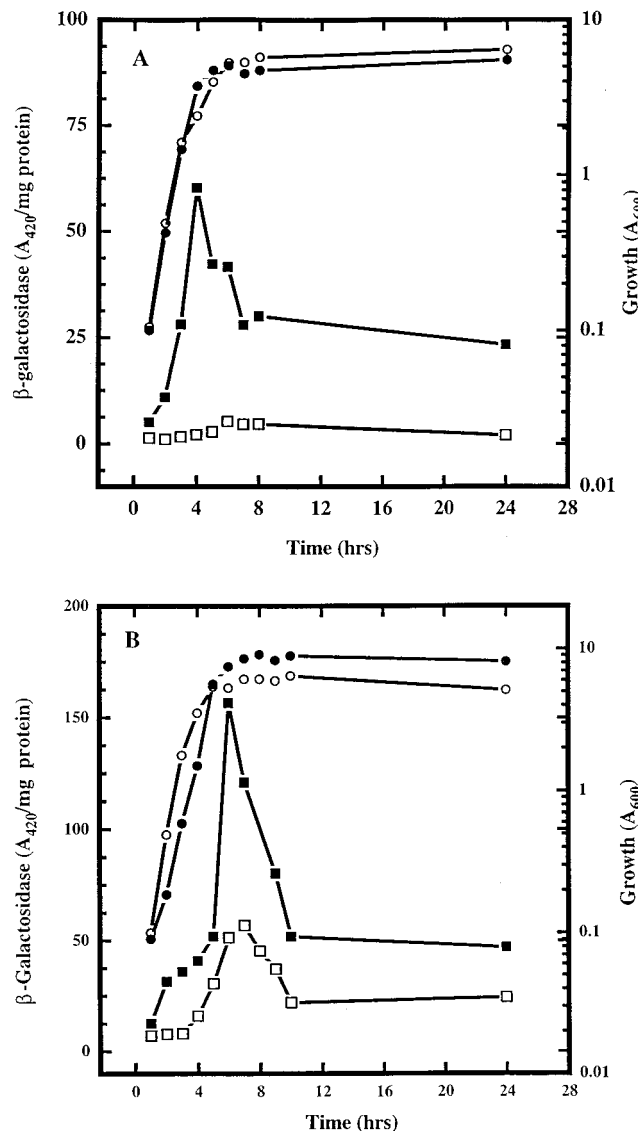 A
100
75
50
25
0
β-galactosidase (A420/mg protein)
10
1
0.1
0.01
Growth (A600)
0 4 8 12 16 20 24 28
Time (hrs)
B
200
150
100
50
0
β-Galactosidase (A420/mg protein)
10
1
0.1
0.01
Growth (A600)
0 4 8 12 16 20 24 28
Time (hrs)